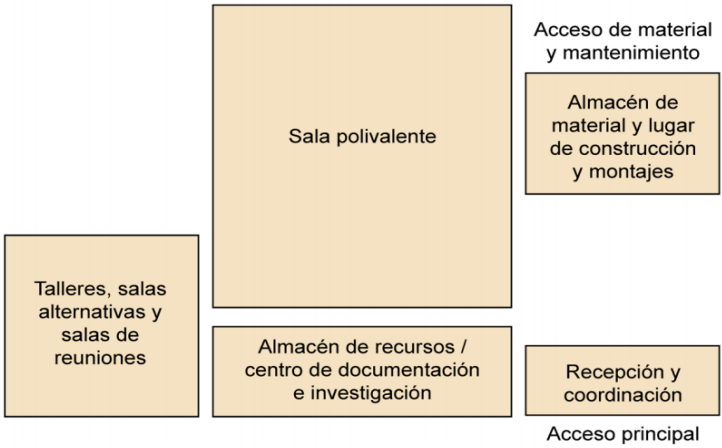 Acceso de material
y mantenimiento
Sala polivalente
Almacén de
material y lugar
de construcción
y montajes
Talleres, salas
alternativas y
salas de
reuniones
Almacén de recursos /
centro de documentación
e investigación
Recepción y
coordinación
Acceso principal